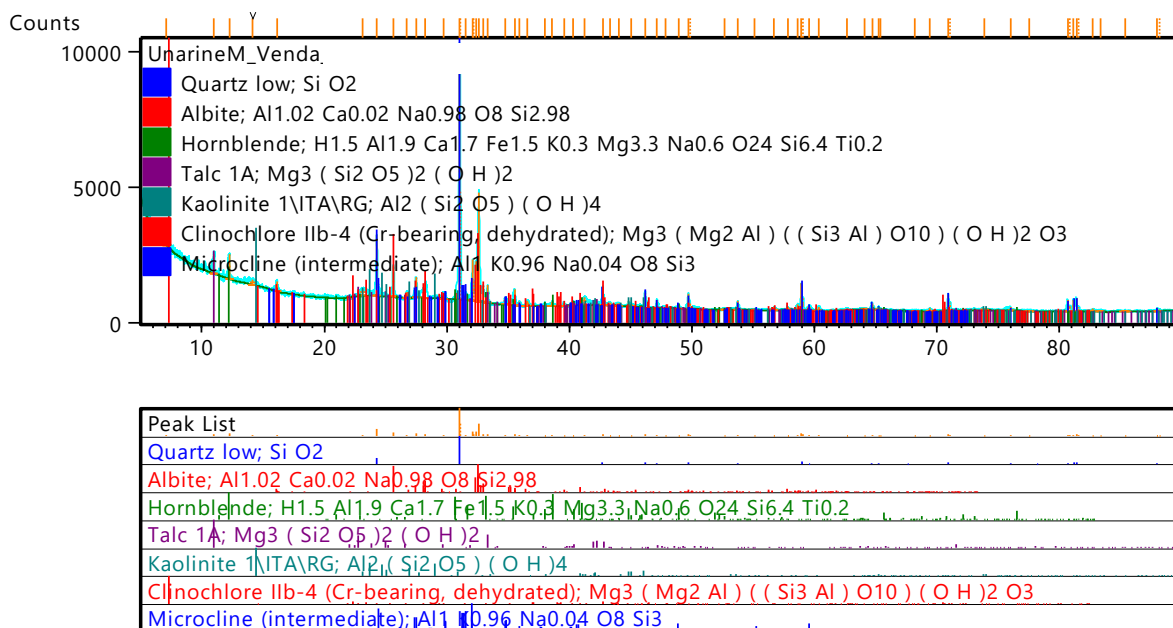 Counts
10000
UnarineM_Venda
Quartz low; Si O2
Albite; Al1.02 Ca0.02 Na0.98 O8 Si2.98
Hornblende; H1.5 Al1.9 Ca1.7 Fe1.5 K0.3 Mg3.3 Na0.6 O24 Si6.4 Ti0.2
Talc 1A; Mg3 ( Si2 O5 )2 ( O H )2
5000
Kaolinite 1\ITA\RG; Al2 ( Si2 O5 ) ( O H )4
Clinochlore IIb-4 (Cr-bearing, dehydrated); Mg3 ( Mg2 Al ) ( ( Si3 Al ) O10 ) ( O H )2 O3
Microcline (intermediate); Al1 K0.96 Na0.04 O8 Si3
0
10 20 30 40 50 60 70 80
Peak List
Quartz low; Si O2
Albite; Al1.02 Ca0.02 Na0.98 O8 Si2.98
Hornblende; H1.5 Al1.9 Ca1.7 Fe1.5 K0.3 Mg3.3 Na0.6 O24 Si6.4 Ti0.2
Talc 1A; Mg3 ( Si2 O5 )2 ( O H )2
Kaolinite 1\ITA\RG; Al2 ( Si2 O5 ) ( O H )4
Clinochlore IIb-4 (Cr-bearing, dehydrated); Mg3 ( Mg2 Al ) ( ( Si3 Al ) O10 ) ( O H )2 O3
Microcline (intermediate); Al1 K0.96 Na0.04 O8 Si3